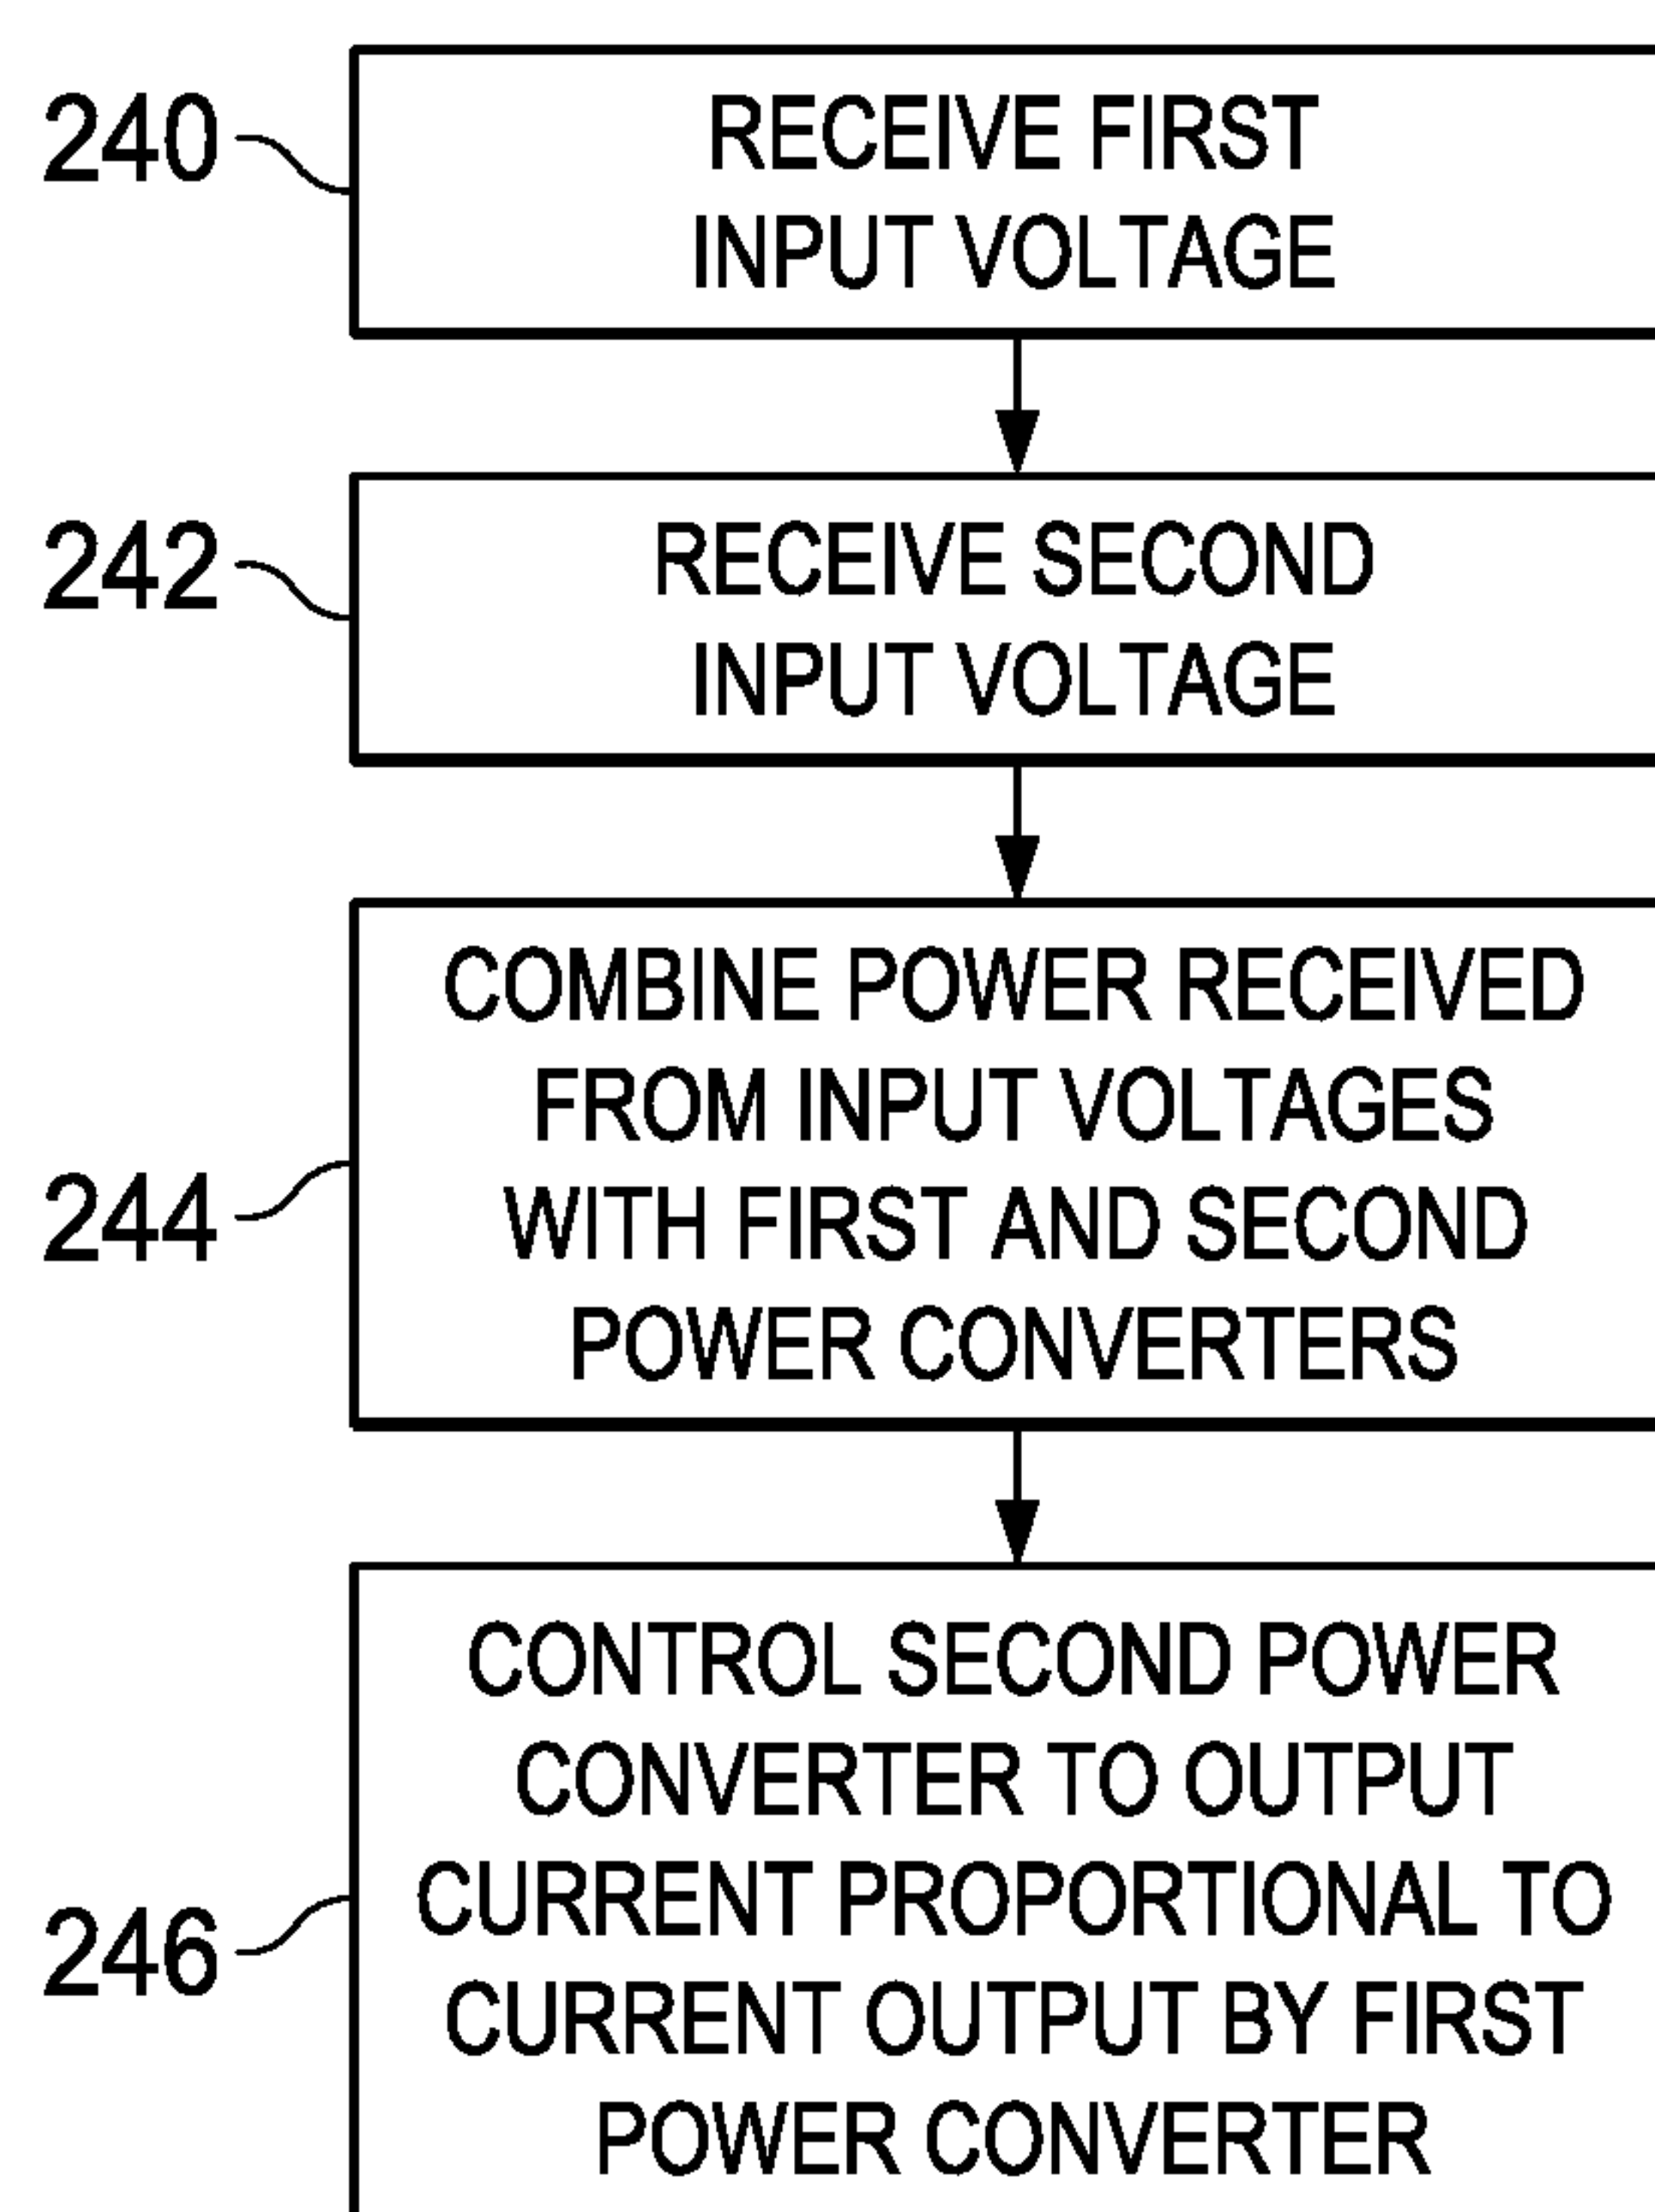 240
RECEIVE FIRST
INPUT VOLTAGE
242
RECEIVE SECOND
INPUT VOLTAGE
244
COMBINE POWER RECEIVED
FROM INPUT VOLTAGES
WITH FIRST AND SECOND
POWER CONVERTERS
246
CONTROL SECOND POWER
CONVERTER TO OUTPUT
CURRENT PROPORTIONAL TO
CURRENT OUTPUT BY FIRST
POWER CONVERTER